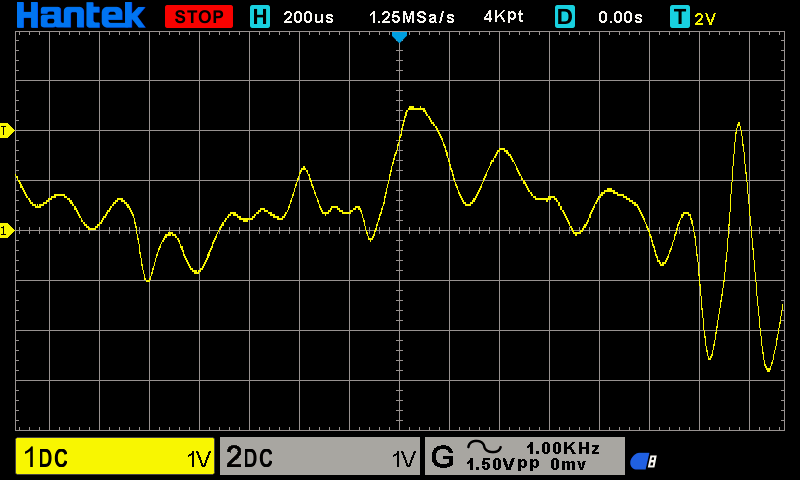 Hantek STOP H 200us 1.25MSa/s 4Kpt D 0.00s T 2V
T
1
1DC 1V 2DC 1V G 1.00KHz
1.50Vpp 0mv